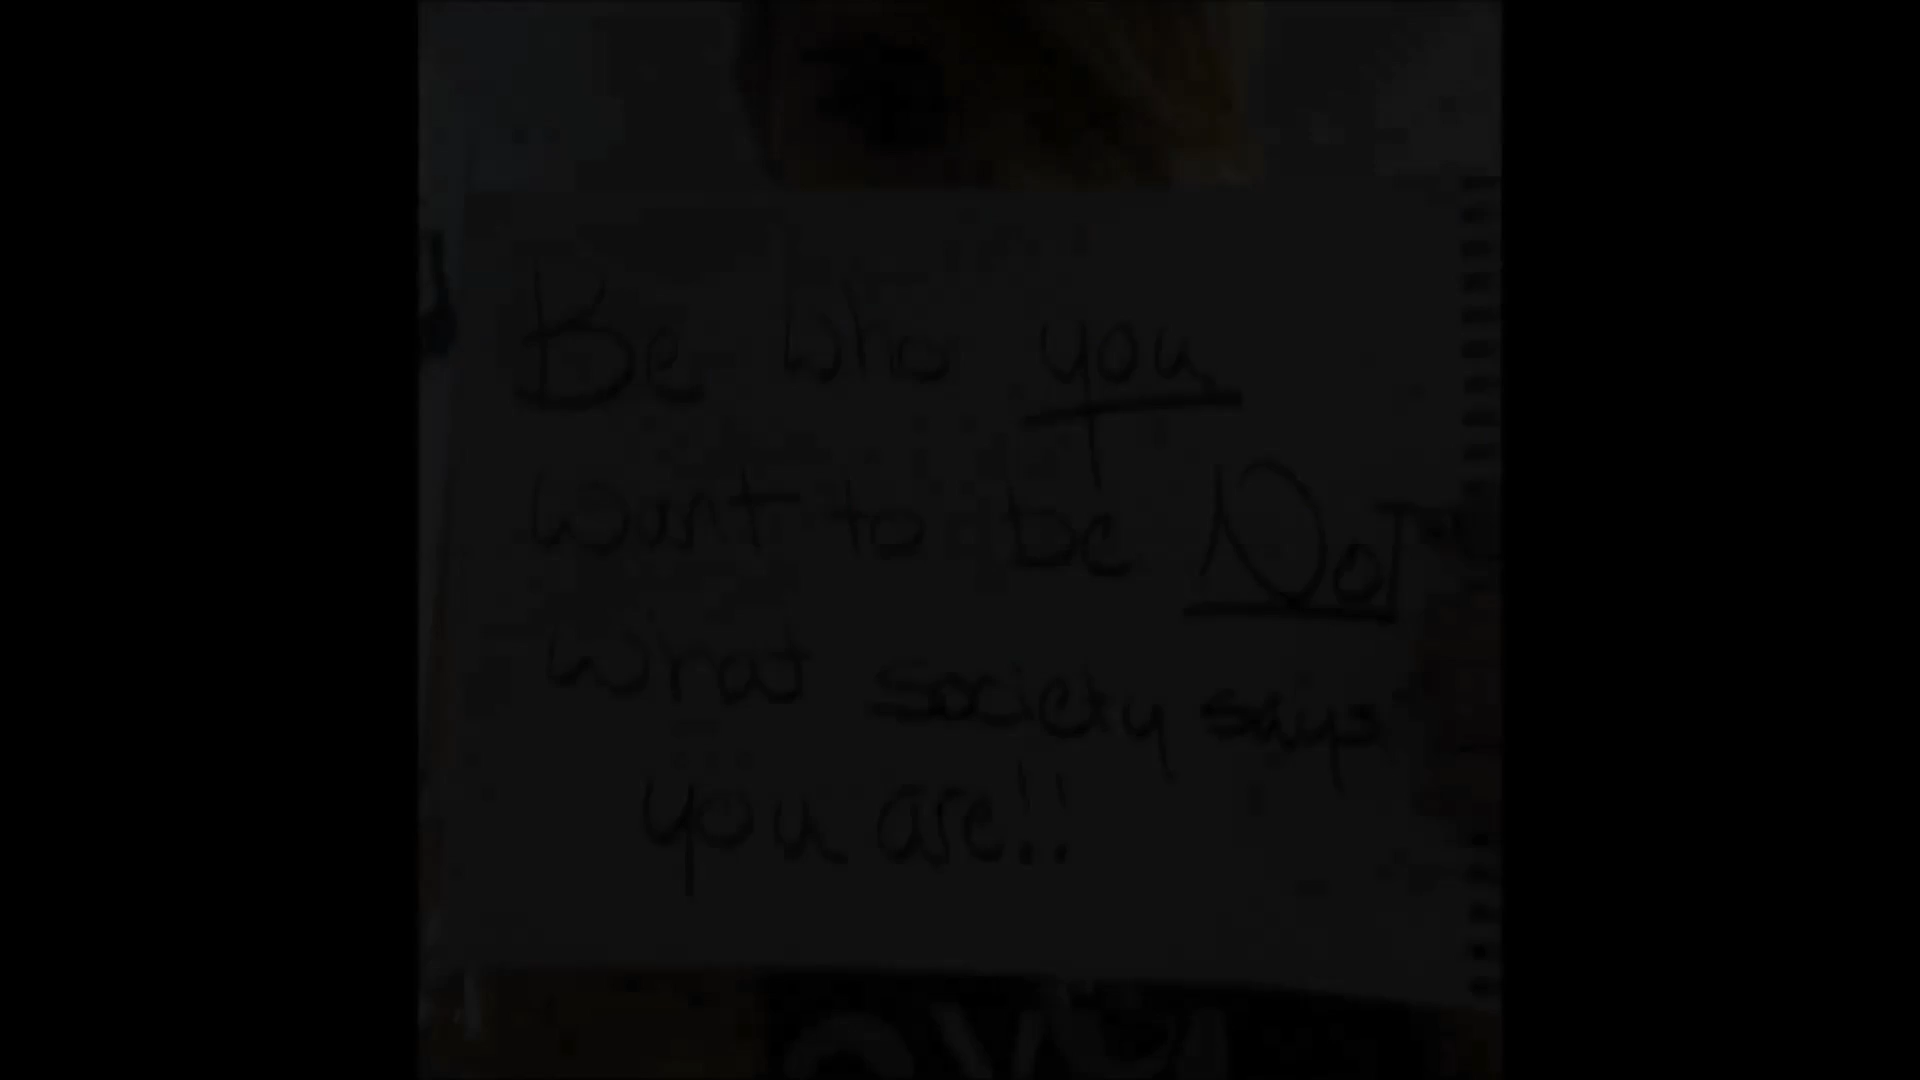 Be who you
want to be Not
what society says
you are!!